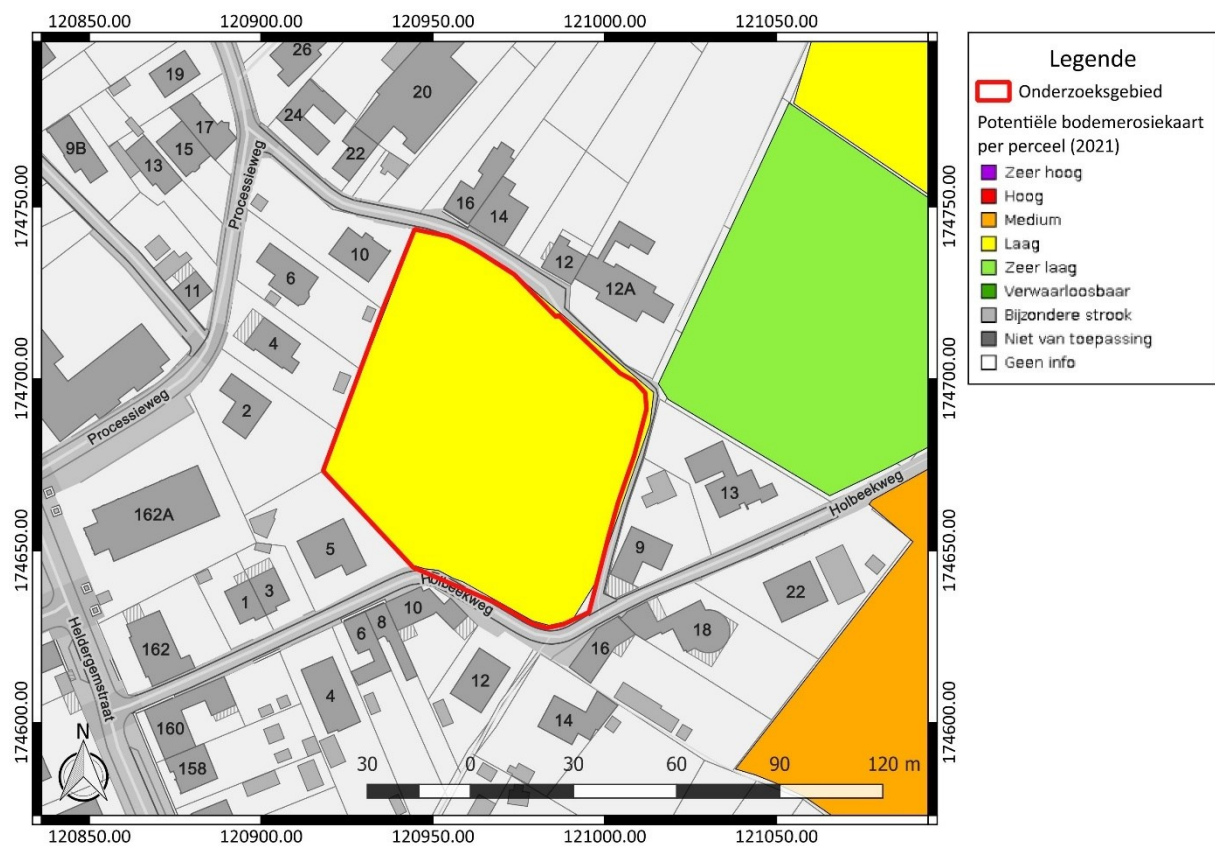 120850.00 120900.00 120950.00 121000.00 121050.00
174750.00
174700.00
174650.00
174600.00
174750.00
174700.00
174650.00
174600.00
26
19
20
24
17
9B
15
13
22
Processieweg
16
14
10
12
6
12A
11
4
2
Processieweg
13
Holbeekweg
162A
5
9
Holbeekweg
22
1
3
10
8
6
18
162
16
Heldergemstraat
12
4
14
160
158
N
30 0 30 60 90 120 m
120850.00 120900.00 120950.00 121000.00 121050.00
Legende
Onderzoeksgebied
Potentiële bodemerosiekaart
per perceel (2021)
Zeer hoog
Hoog
Medium
Laag
Zeer laag
Verwaarloosbaar
Bijzondere strook
Niet van toepassing
Geen info